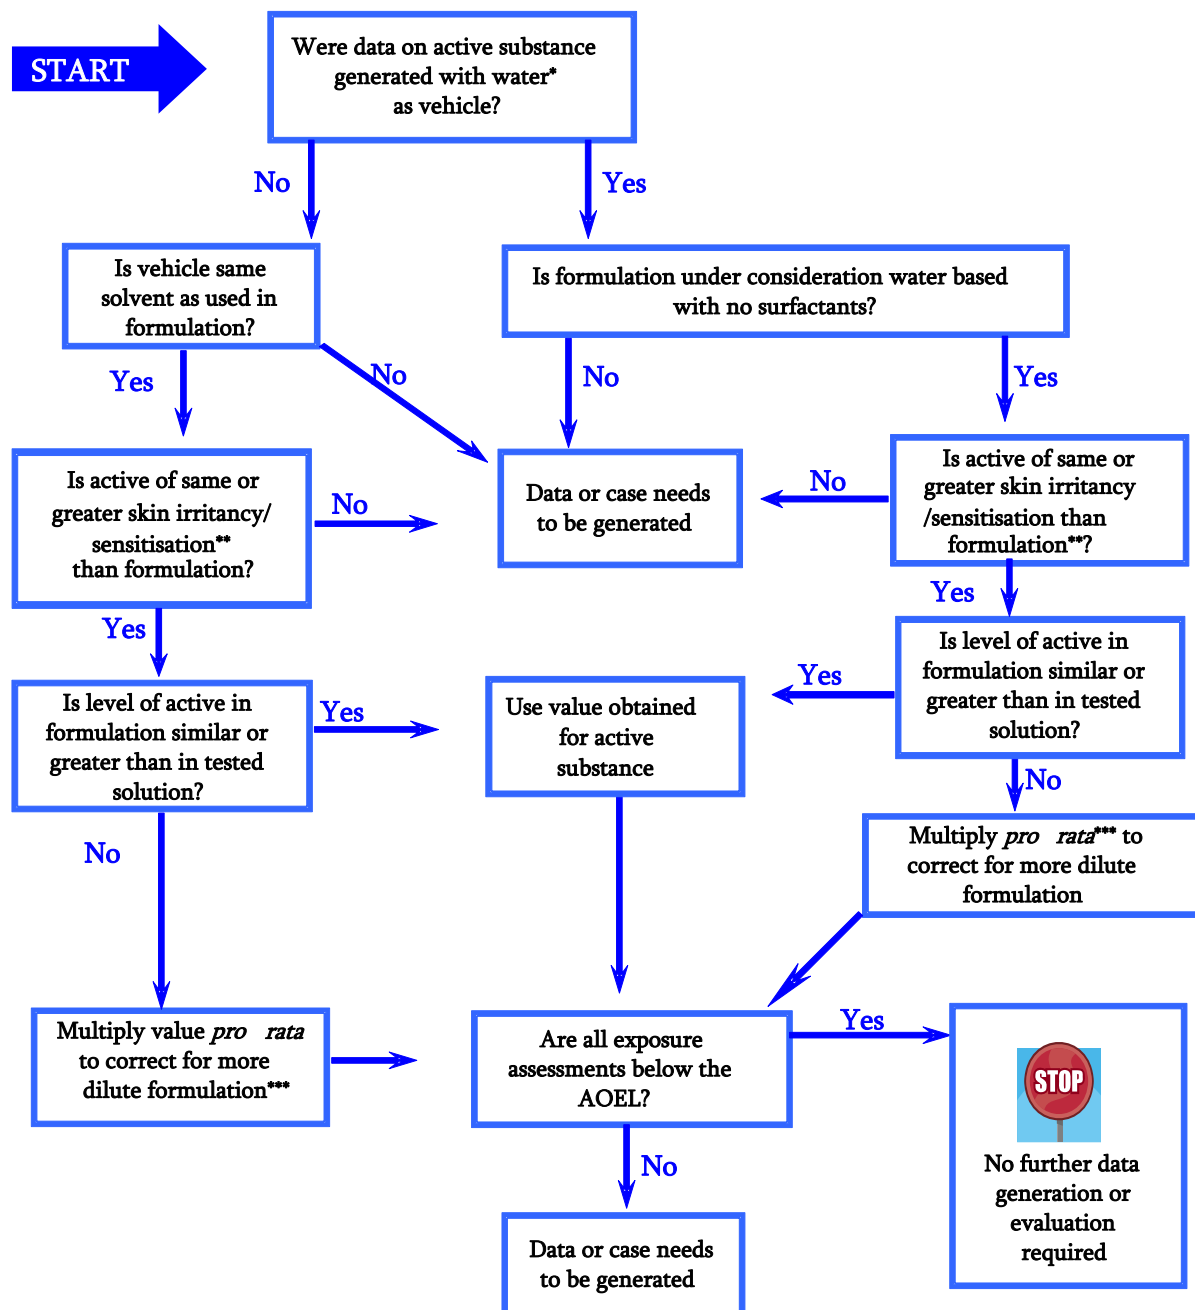 START
Were data on active substance
generated with water*
as vehicle?
No
Yes
Is vehicle same
solvent as used in
formulation?
Is formulation under consideration water based
with no surfactants?
Yes
No
No
Yes
Is active of same or
greater skin irritancy/
sensitisation**
than formulation?
No
Data or case needs
to be generated
No
Is active of same or
greater skin irritancy
/sensitisation than
formulation**?
Yes
Yes
Is level of active in
formulation similar or
greater than in tested
solution?
Yes
Use value obtained
for active
substance
Yes
Is level of active in
formulation similar or
greater than in tested
solution?
No
No
Multiply pro rata*** to
correct for more dilute
formulation
Multiply value pro rata
to correct for more
dilute formulation***
Are all exposure
assessments below the
AOEL?
Yes
STOP
No further data
generation or
evaluation
required
No
Data or case needs
to be generated